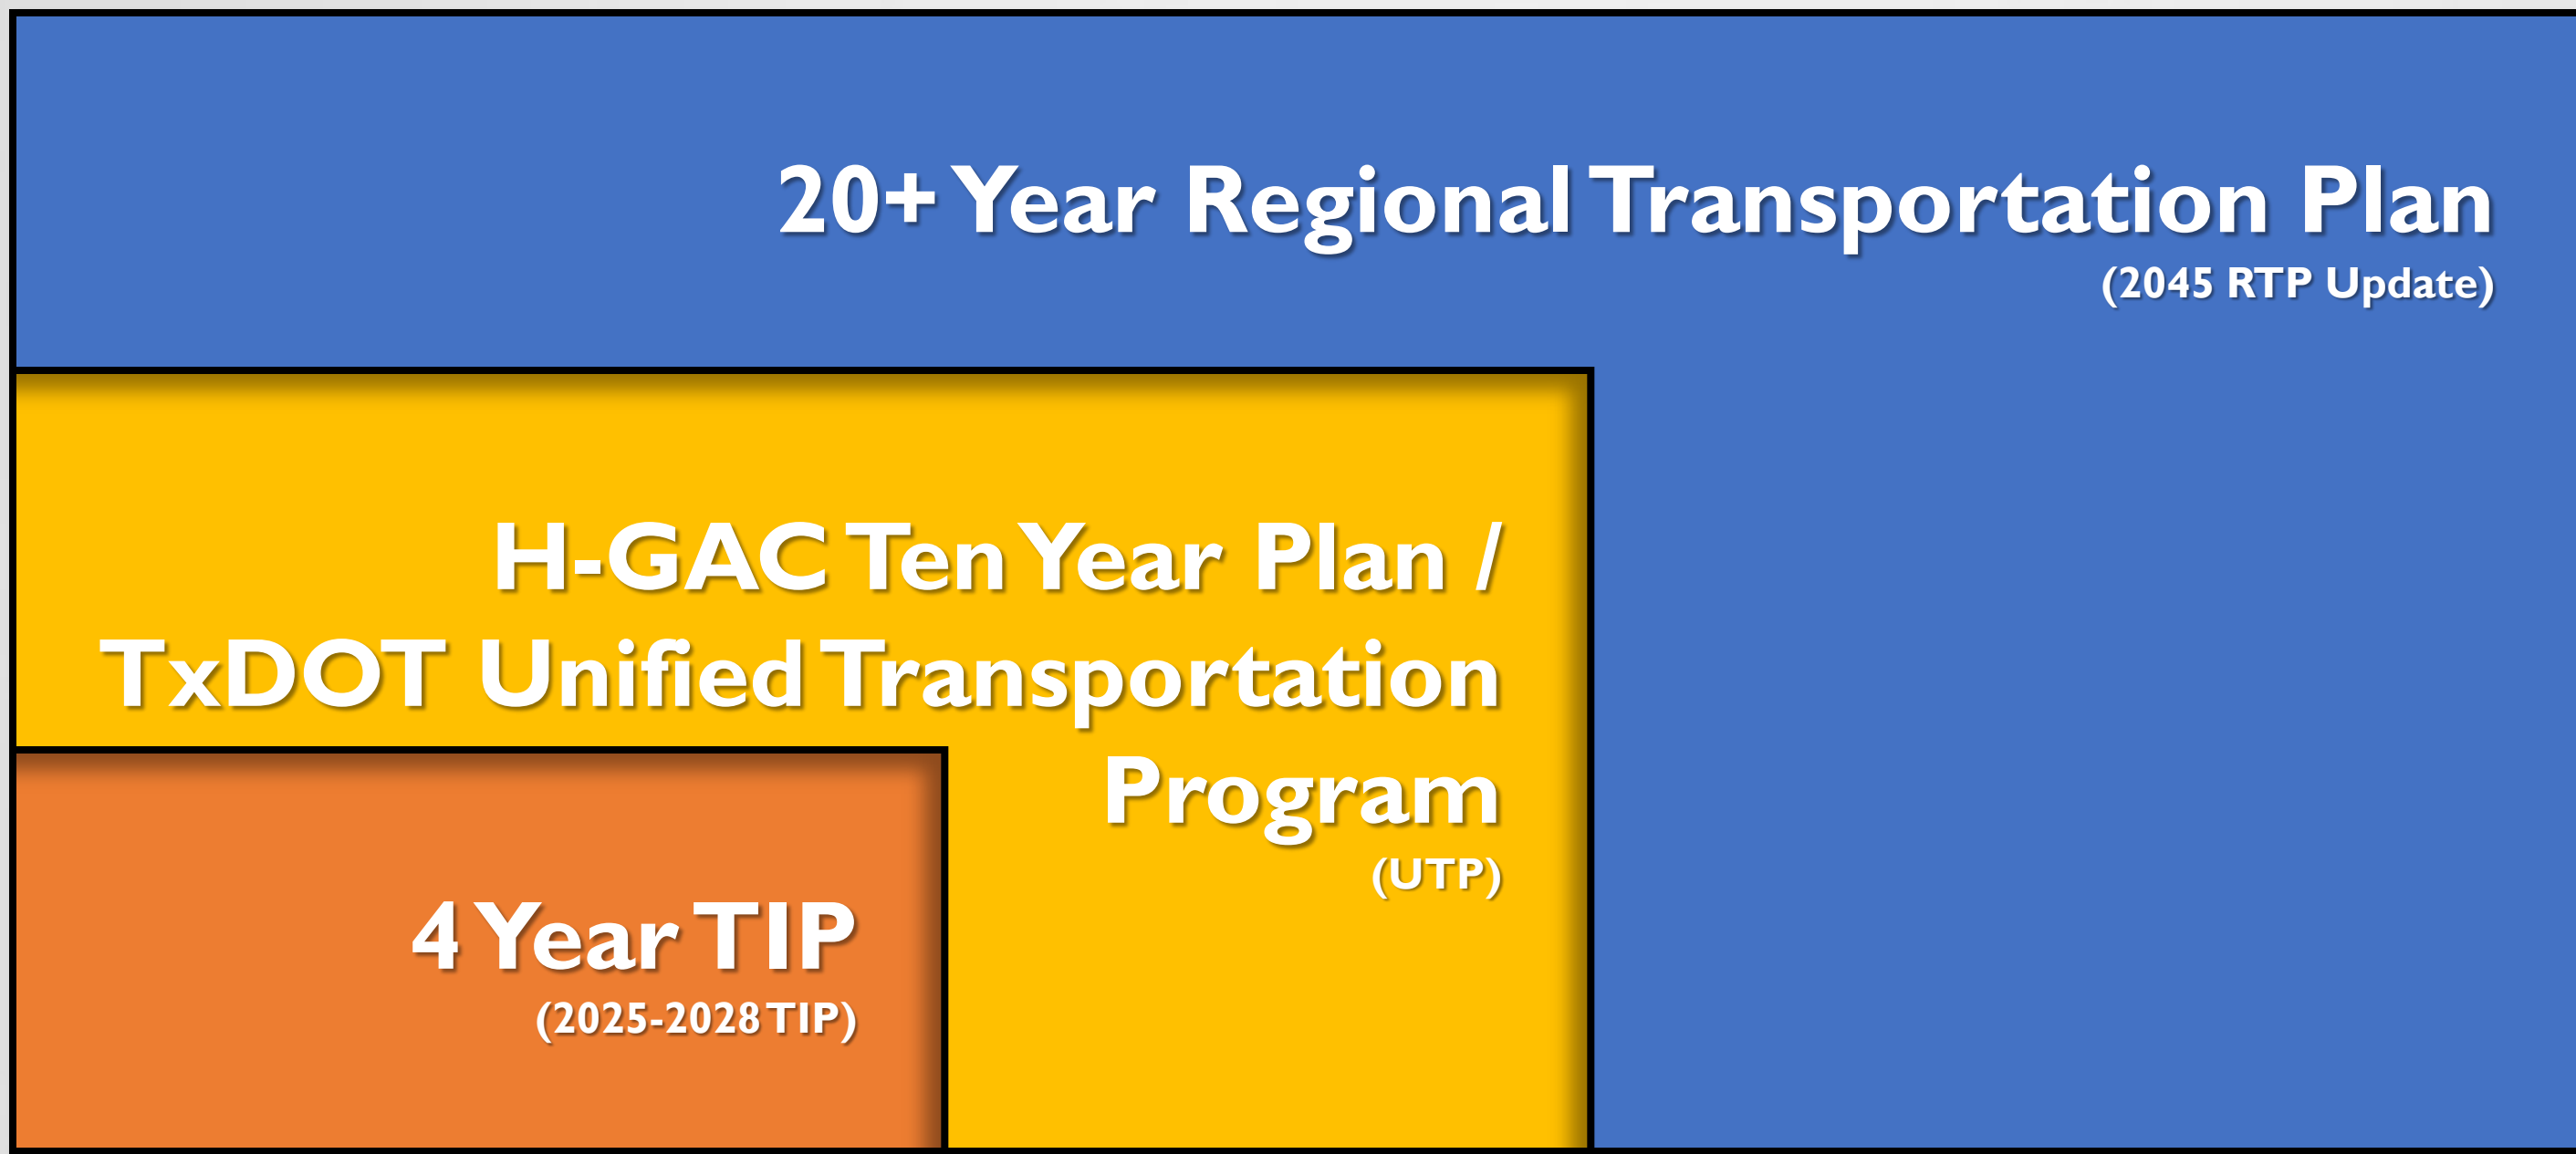 20+ Year Regional Transportation Plan
(2045 RTP Update)
H-GAC Ten Year Plan /
TxDOT Unified Transportation
Program
(UTP)
4 Year TIP
(2025-2028 TIP)